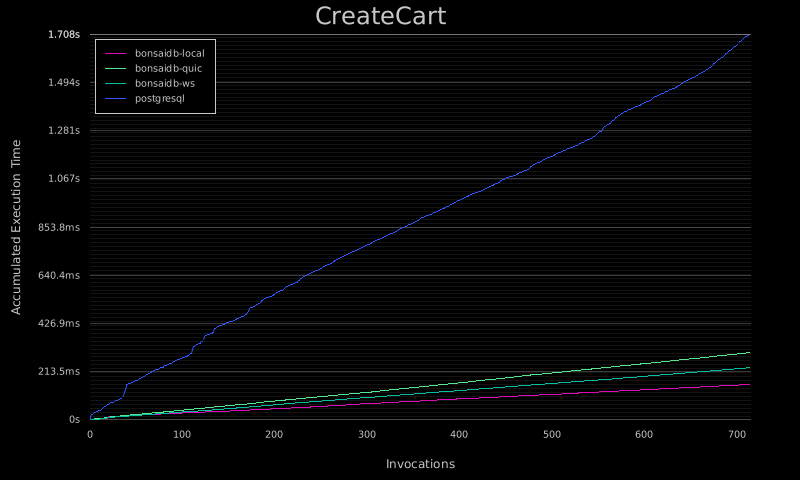 CreateCart
1.708s
bonsaidb-local
bonsaidb-quic
bonsaidb-ws
postgresql
1.494s
1.281s
1.067s
853.8ms
640.4ms
426.9ms
213.5ms
0s
Accumulated Execution Time
0 100 200 300 400 500 600 700
Invocations